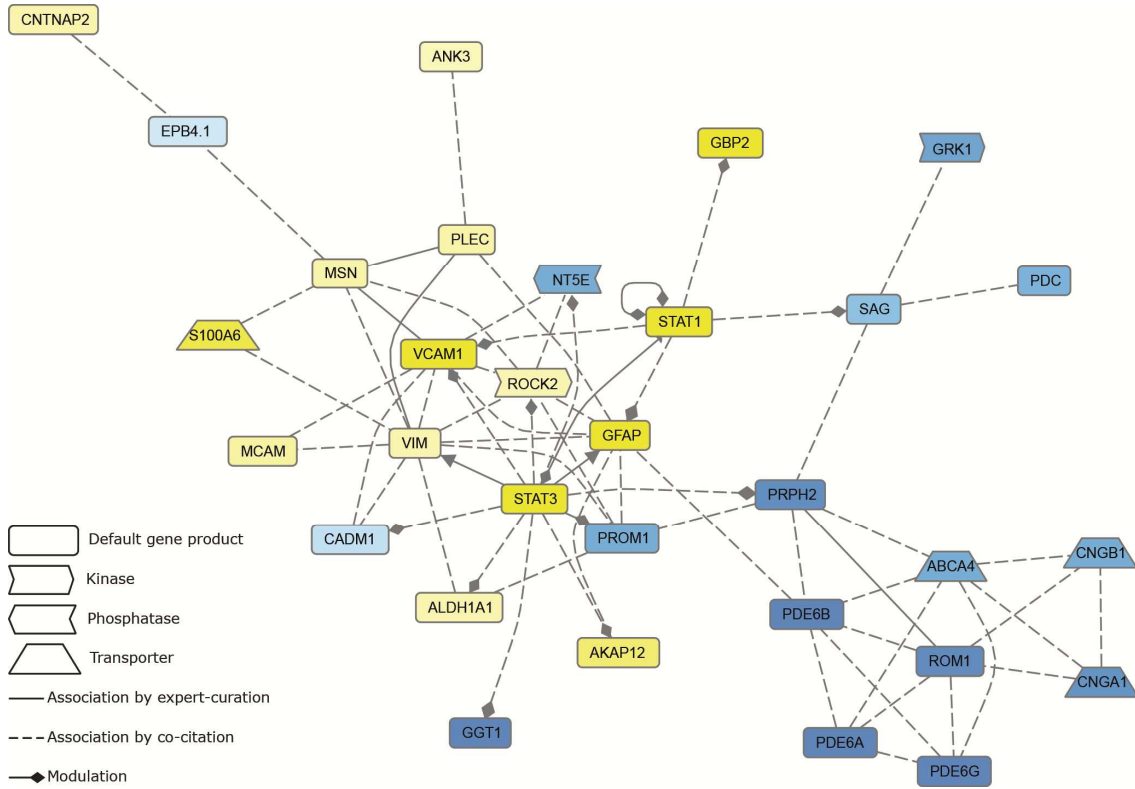 CNTNAP2
ANK3
EPB4.1
GBP2
GRK1
PLEC
MSN
NT5E
PDC
SAG
S100A6
STAT1
VCAM1
ROCK2
MCAM
VIM
GFAP
STAT3
PRPH2
Default gene product
CADM1
PROM1
CNGB1
ABCA4
Kinase
ALDH1A1
PDE6B
Phosphatase
AKAP12
ROM1
Transporter
CNGA1
Association by expert-curation
GGT1
Association by co-citation
PDE6A
PDE6G
Modulation